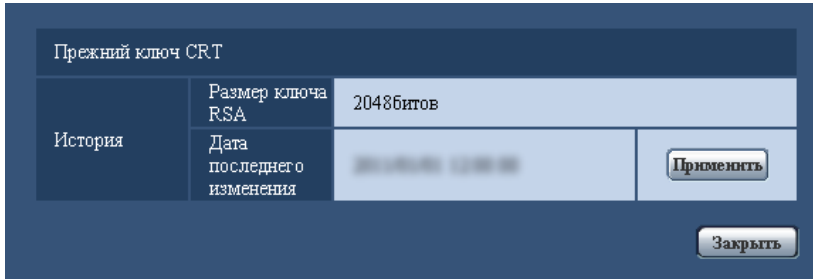 Прежний ключ CRT
История
Размер ключа
RSA
2048битов
Дата
последнего
изменения
Применить
Закрыть